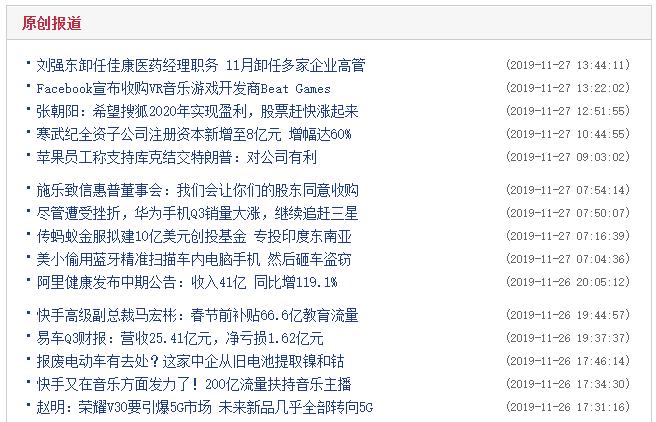 原创报道
刘强东卸任佳康医药经理职务 11月卸任多家企业高管 (2019-11-27 13:44:11)
Facebook宣布收购VR音乐游戏开发商Beat Games (2019-11-27 13:22:02)
张朝阳：希望搜狐2020年实现盈利，股票赶快涨起来 (2019-11-27 12:51:55)
寒武纪全资子公司注册资本新增至8亿元 增幅达60% (2019-11-27 10:44:55)
苹果员工称支持库克结交特朗普：对公司有利 (2019-11-27 09:03:02)
施乐致信惠普董事会：我们会让你们的股东同意收购 (2019-11-27 07:54:14)
尽管遭受挫折，华为手机Q3销量大涨，继续追赶三星 (2019-11-27 07:50:07)
传蚂蚁金服拟建10亿美元创投基金 专投印度东南亚 (2019-11-27 07:16:39)
美小偷用蓝牙精准扫描车内电脑手机 然后砸车盗窃 (2019-11-27 07:04:36)
阿里健康发布中期公告：收入41亿 同比增119.1% (2019-11-26 20:05:12)
快手高级副总裁马宏彬：春节前补贴66.6亿教育流量 (2019-11-26 19:44:57)
易车Q3财报：营收25.41亿元，净亏损1.62亿元 (2019-11-26 19:37:37)
报废电动车有去处？这家中企从旧电池提取镍和钴 (2019-11-26 17:46:14)
快手又在音乐方面发力了！200亿流量扶持音乐主播 (2019-11-26 17:34:30)
赵明：荣耀V30要引爆5G市场 未来新品几乎全部转向5G (2019-11-26 17:31:16)